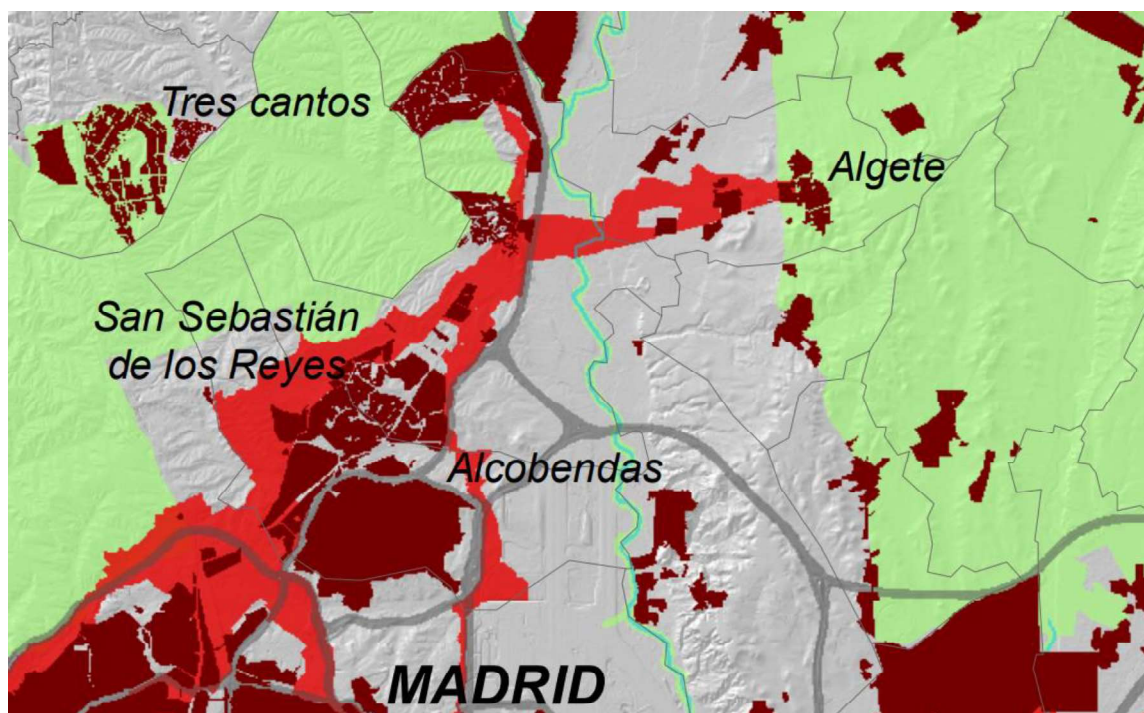 Tres cantos
Algete
San Sebastián
de los Reyes
Alcobendas
MADRID